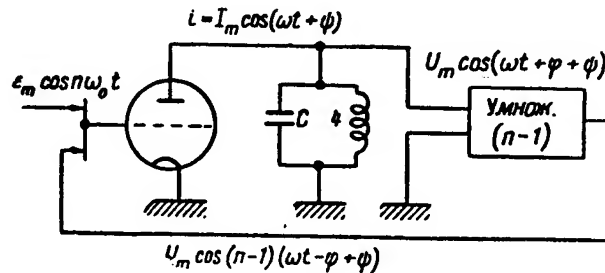 i = I_m cos(ωt + ψ)
ε_m cos nω_0 t
U_m cos(ωt + φ + ψ)
C 4
Умнож.
(n-1)
U_m cos(n-1)(ωt - φ + ψ)